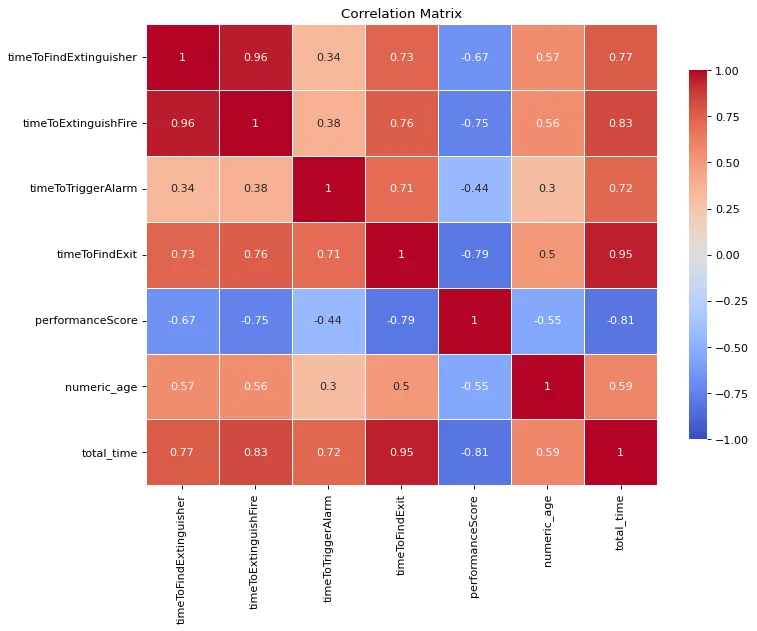 Correlation Matrix
timeToFindExtinguisher 1 0.96 0.34 0.73 -0.67 0.57 0.77
timeToExtinguishFire 0.96 1 0.38 0.76 -0.75 0.56 0.83
timeToTriggerAlarm 0.34 0.38 1 0.71 -0.44 0.3 0.72
timeToFindExit 0.73 0.76 0.71 1 -0.79 0.5 0.95
performanceScore -0.67 -0.75 -0.44 -0.79 1 -0.55 -0.81
numeric_age 0.57 0.56 0.3 0.5 -0.55 1 0.59
total_time 0.77 0.83 0.72 0.95 -0.81 0.59 1
timeToFindExtinguisher
timeToExtinguishFire
timeToTriggerAlarm
timeToFindExit
performanceScore
numeric_age
total_time
1.00
0.75
0.50
0.25
0.00
−0.25
−0.50
−0.75
−1.00